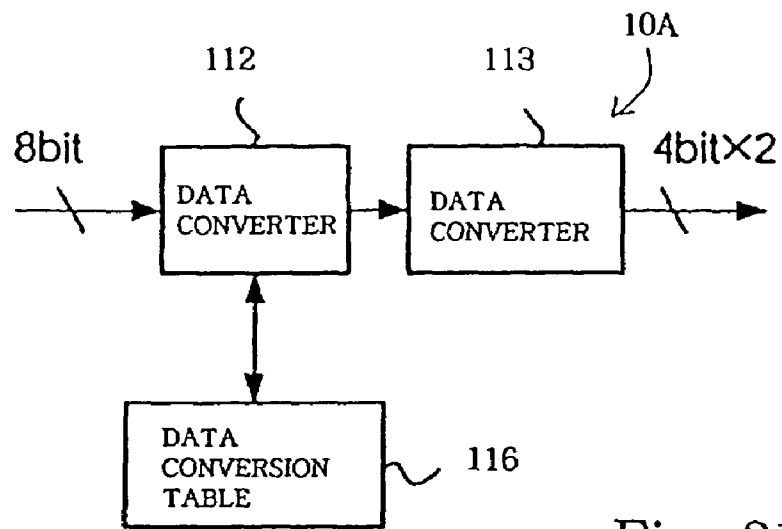 10A
112
113
8bit
4bit×2
DATA
CONVERTER
DATA
CONVERTER
DATA
CONVERSION
TABLE
116